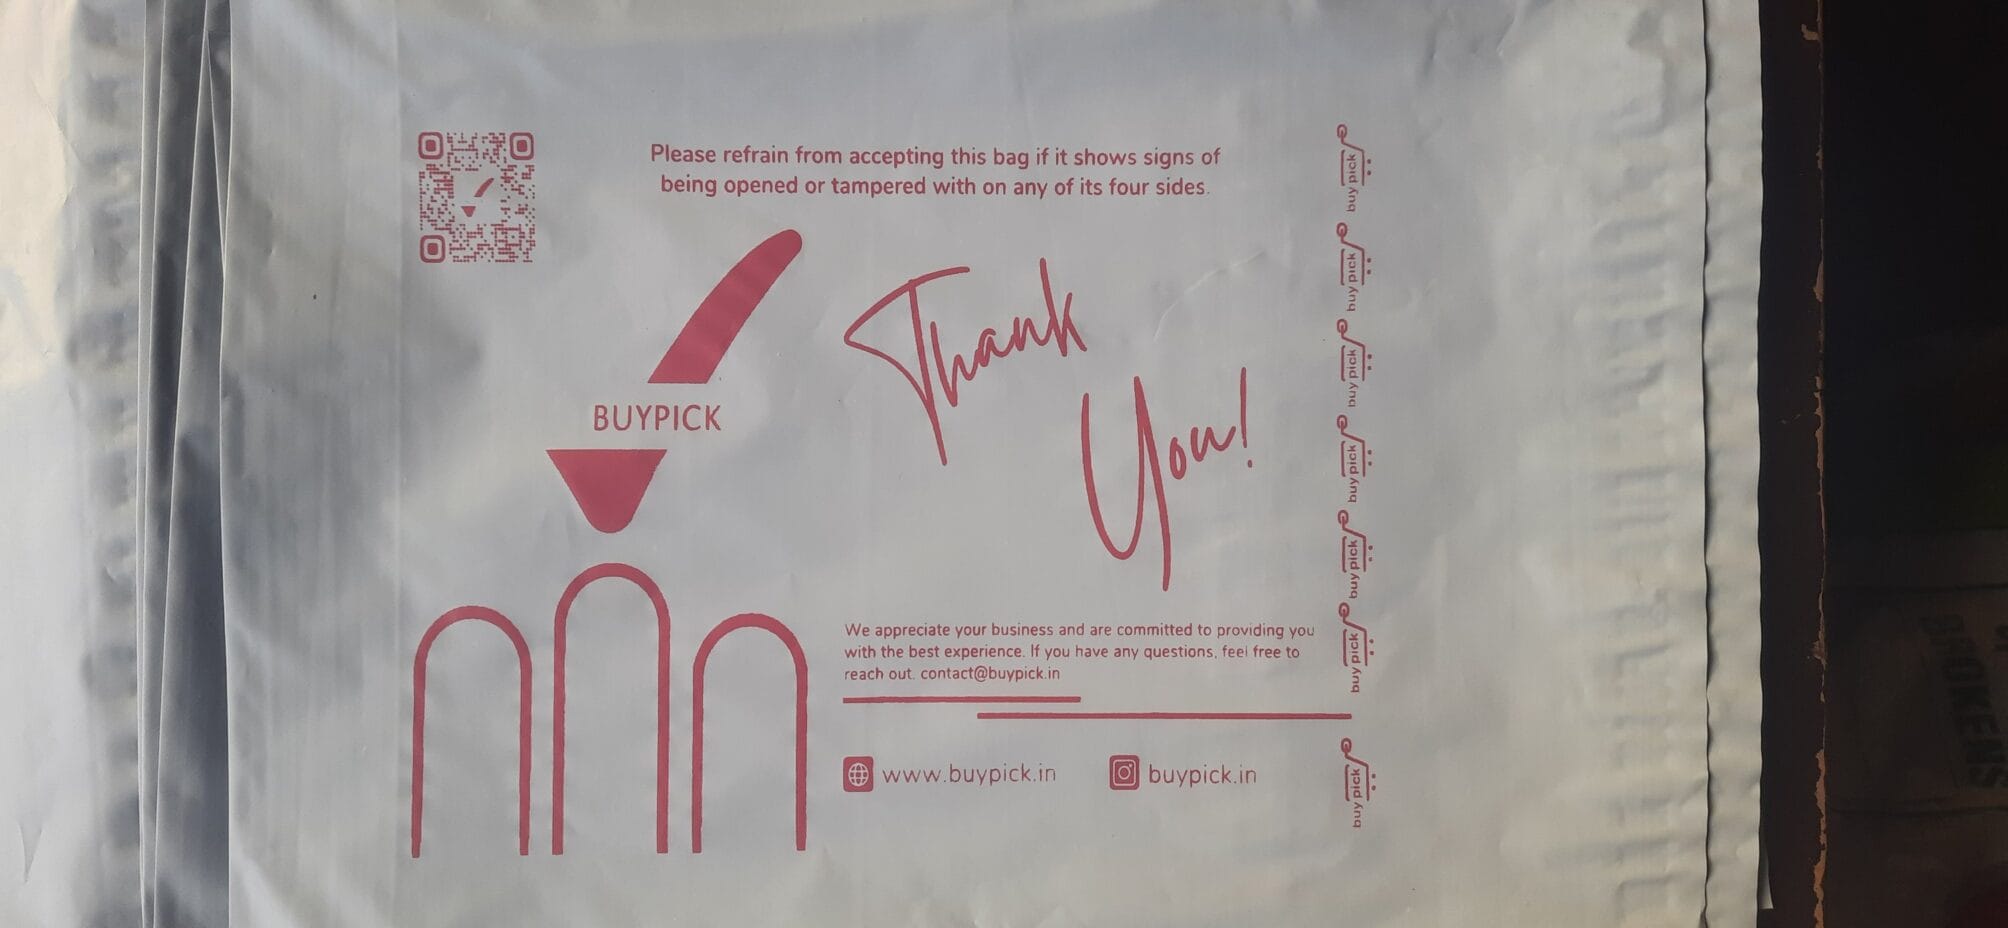 Please refrain from accepting this bag if it shows signs of
being opened or tampered with on any of its four sides.
BUYPICK
Thank
You!
We appreciate your business and are committed to providing you
with the best experience. If you have any questions, feel free to
reach out. contact@buypick.in
www.buypick.in
buypick.in
buy pick
buy pick
buy pick
buy pick
buy pick
buy pick
buy pick
BROKENS